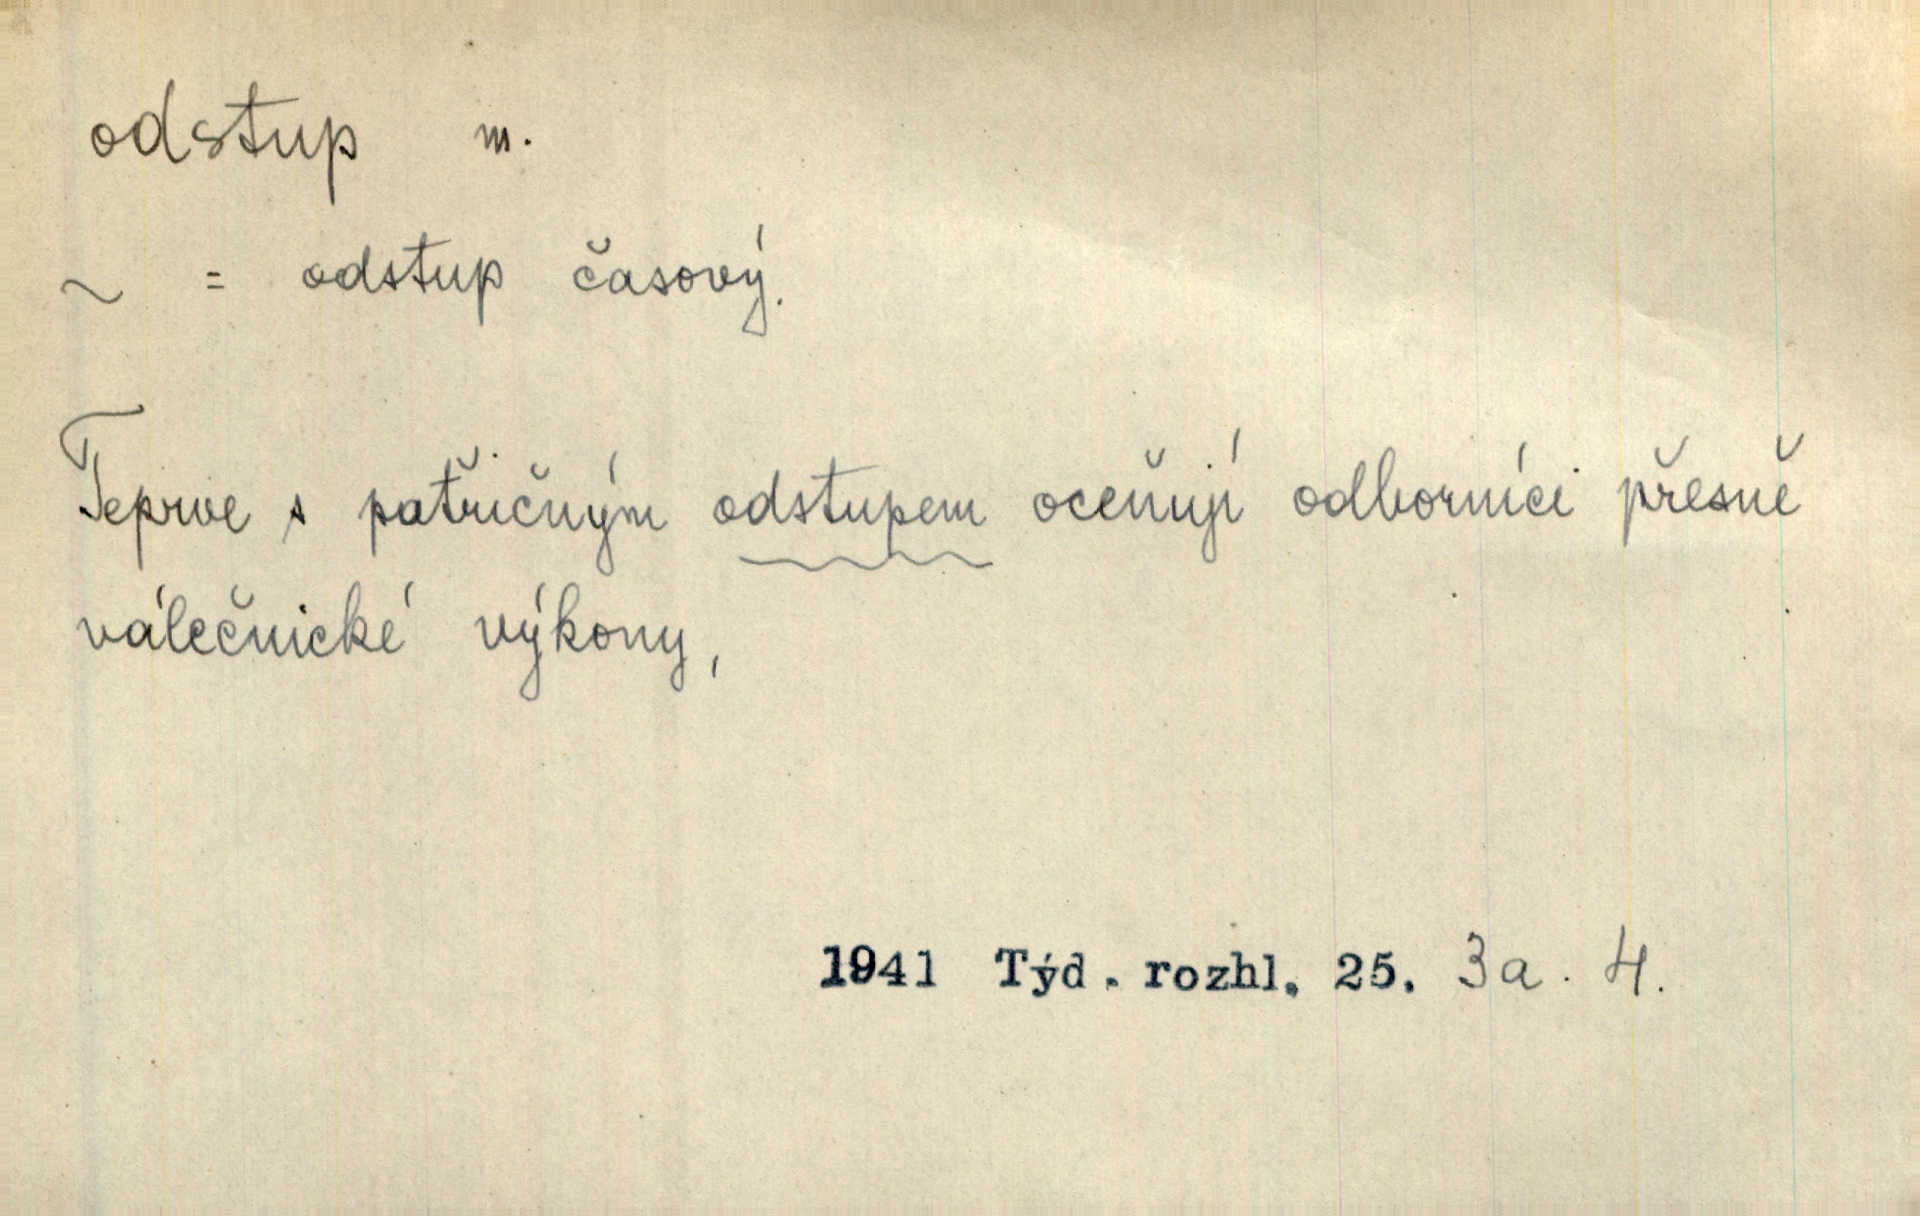 odstup m.
~ = odstup časový.
Teprve s patřičným odstupem oceňují odborníci přesně
válečnické výkony,
1941 Týd. rozhl. 25. 3a. 4.